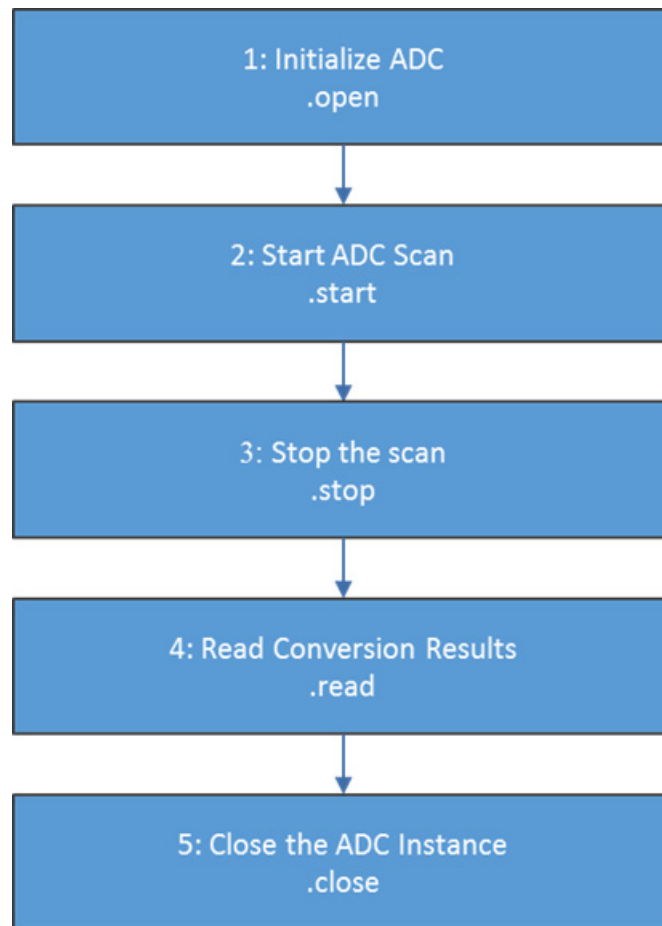 1: Initialize ADC
.open
2: Start ADC Scan
.start
3: Stop the scan
.stop
4: Read Conversion Results
.read
5: Close the ADC Instance
.close